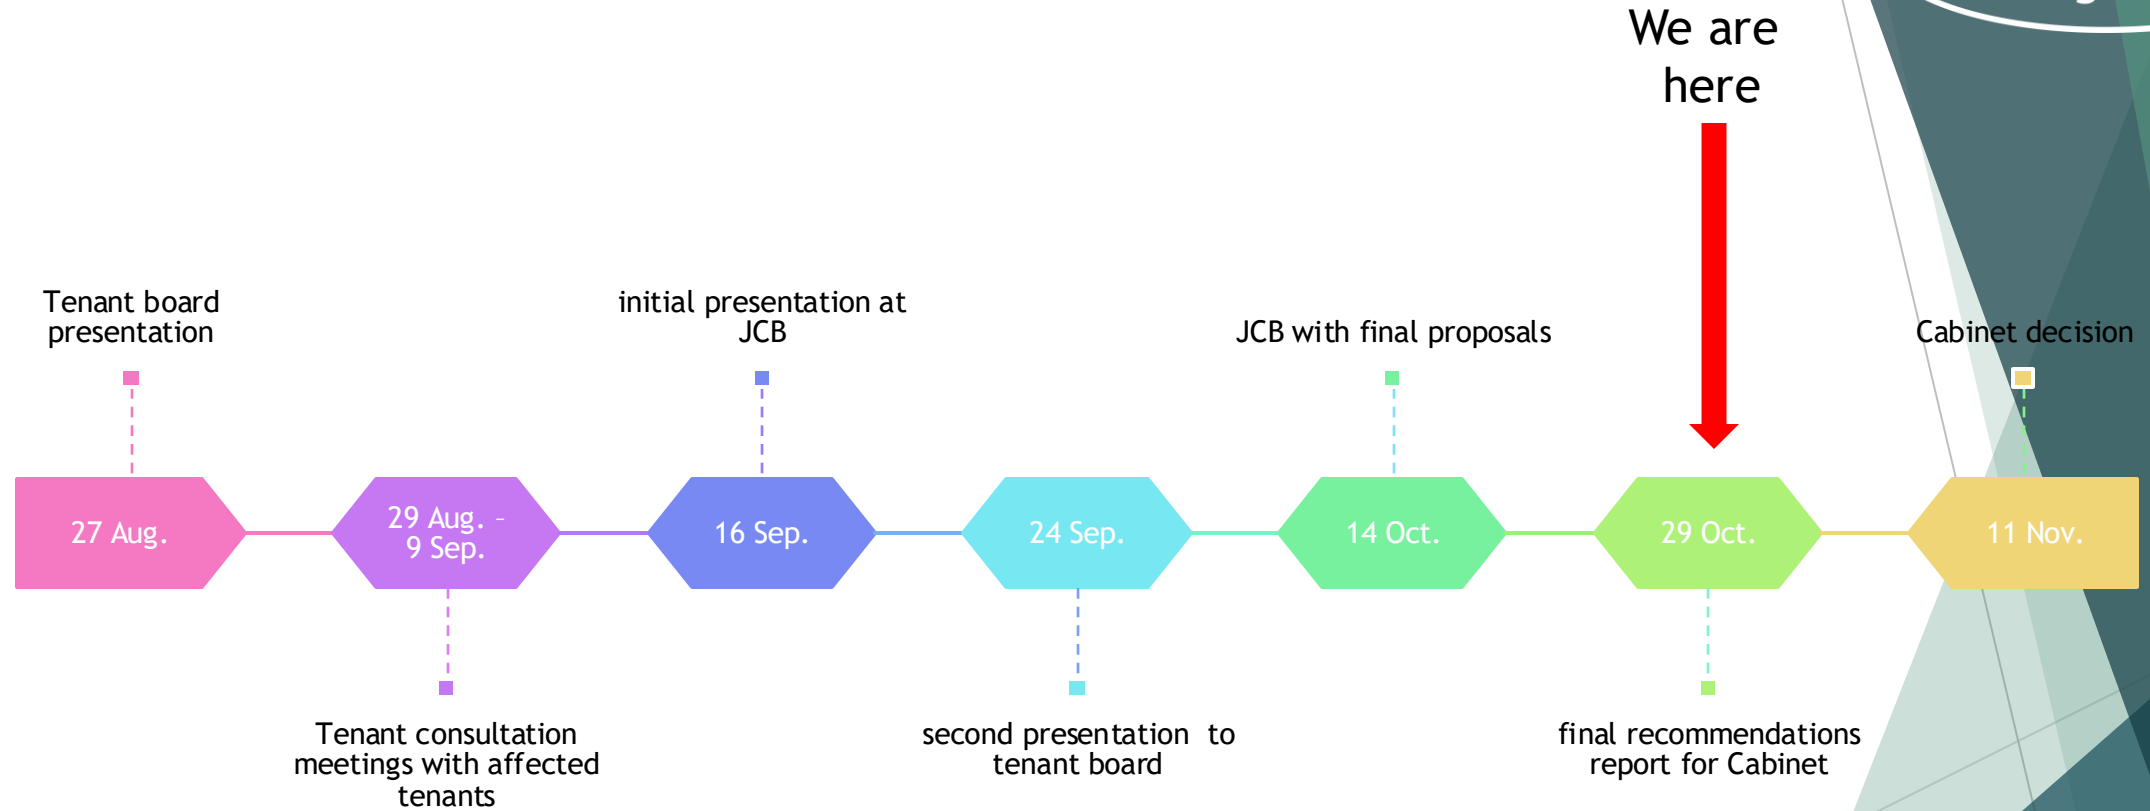 We are
here
Tenant board
presentation
initial presentation at
JCB
JCB with final proposals
Cabinet decision
27 Aug.
29 Aug. –
9 Sep.
16 Sep.
24 Sep.
14 Oct.
29 Oct.
11 Nov.
Tenant consultation
meetings with affected
tenants
second presentation  to
tenant board
final recommendations
report for Cabinet